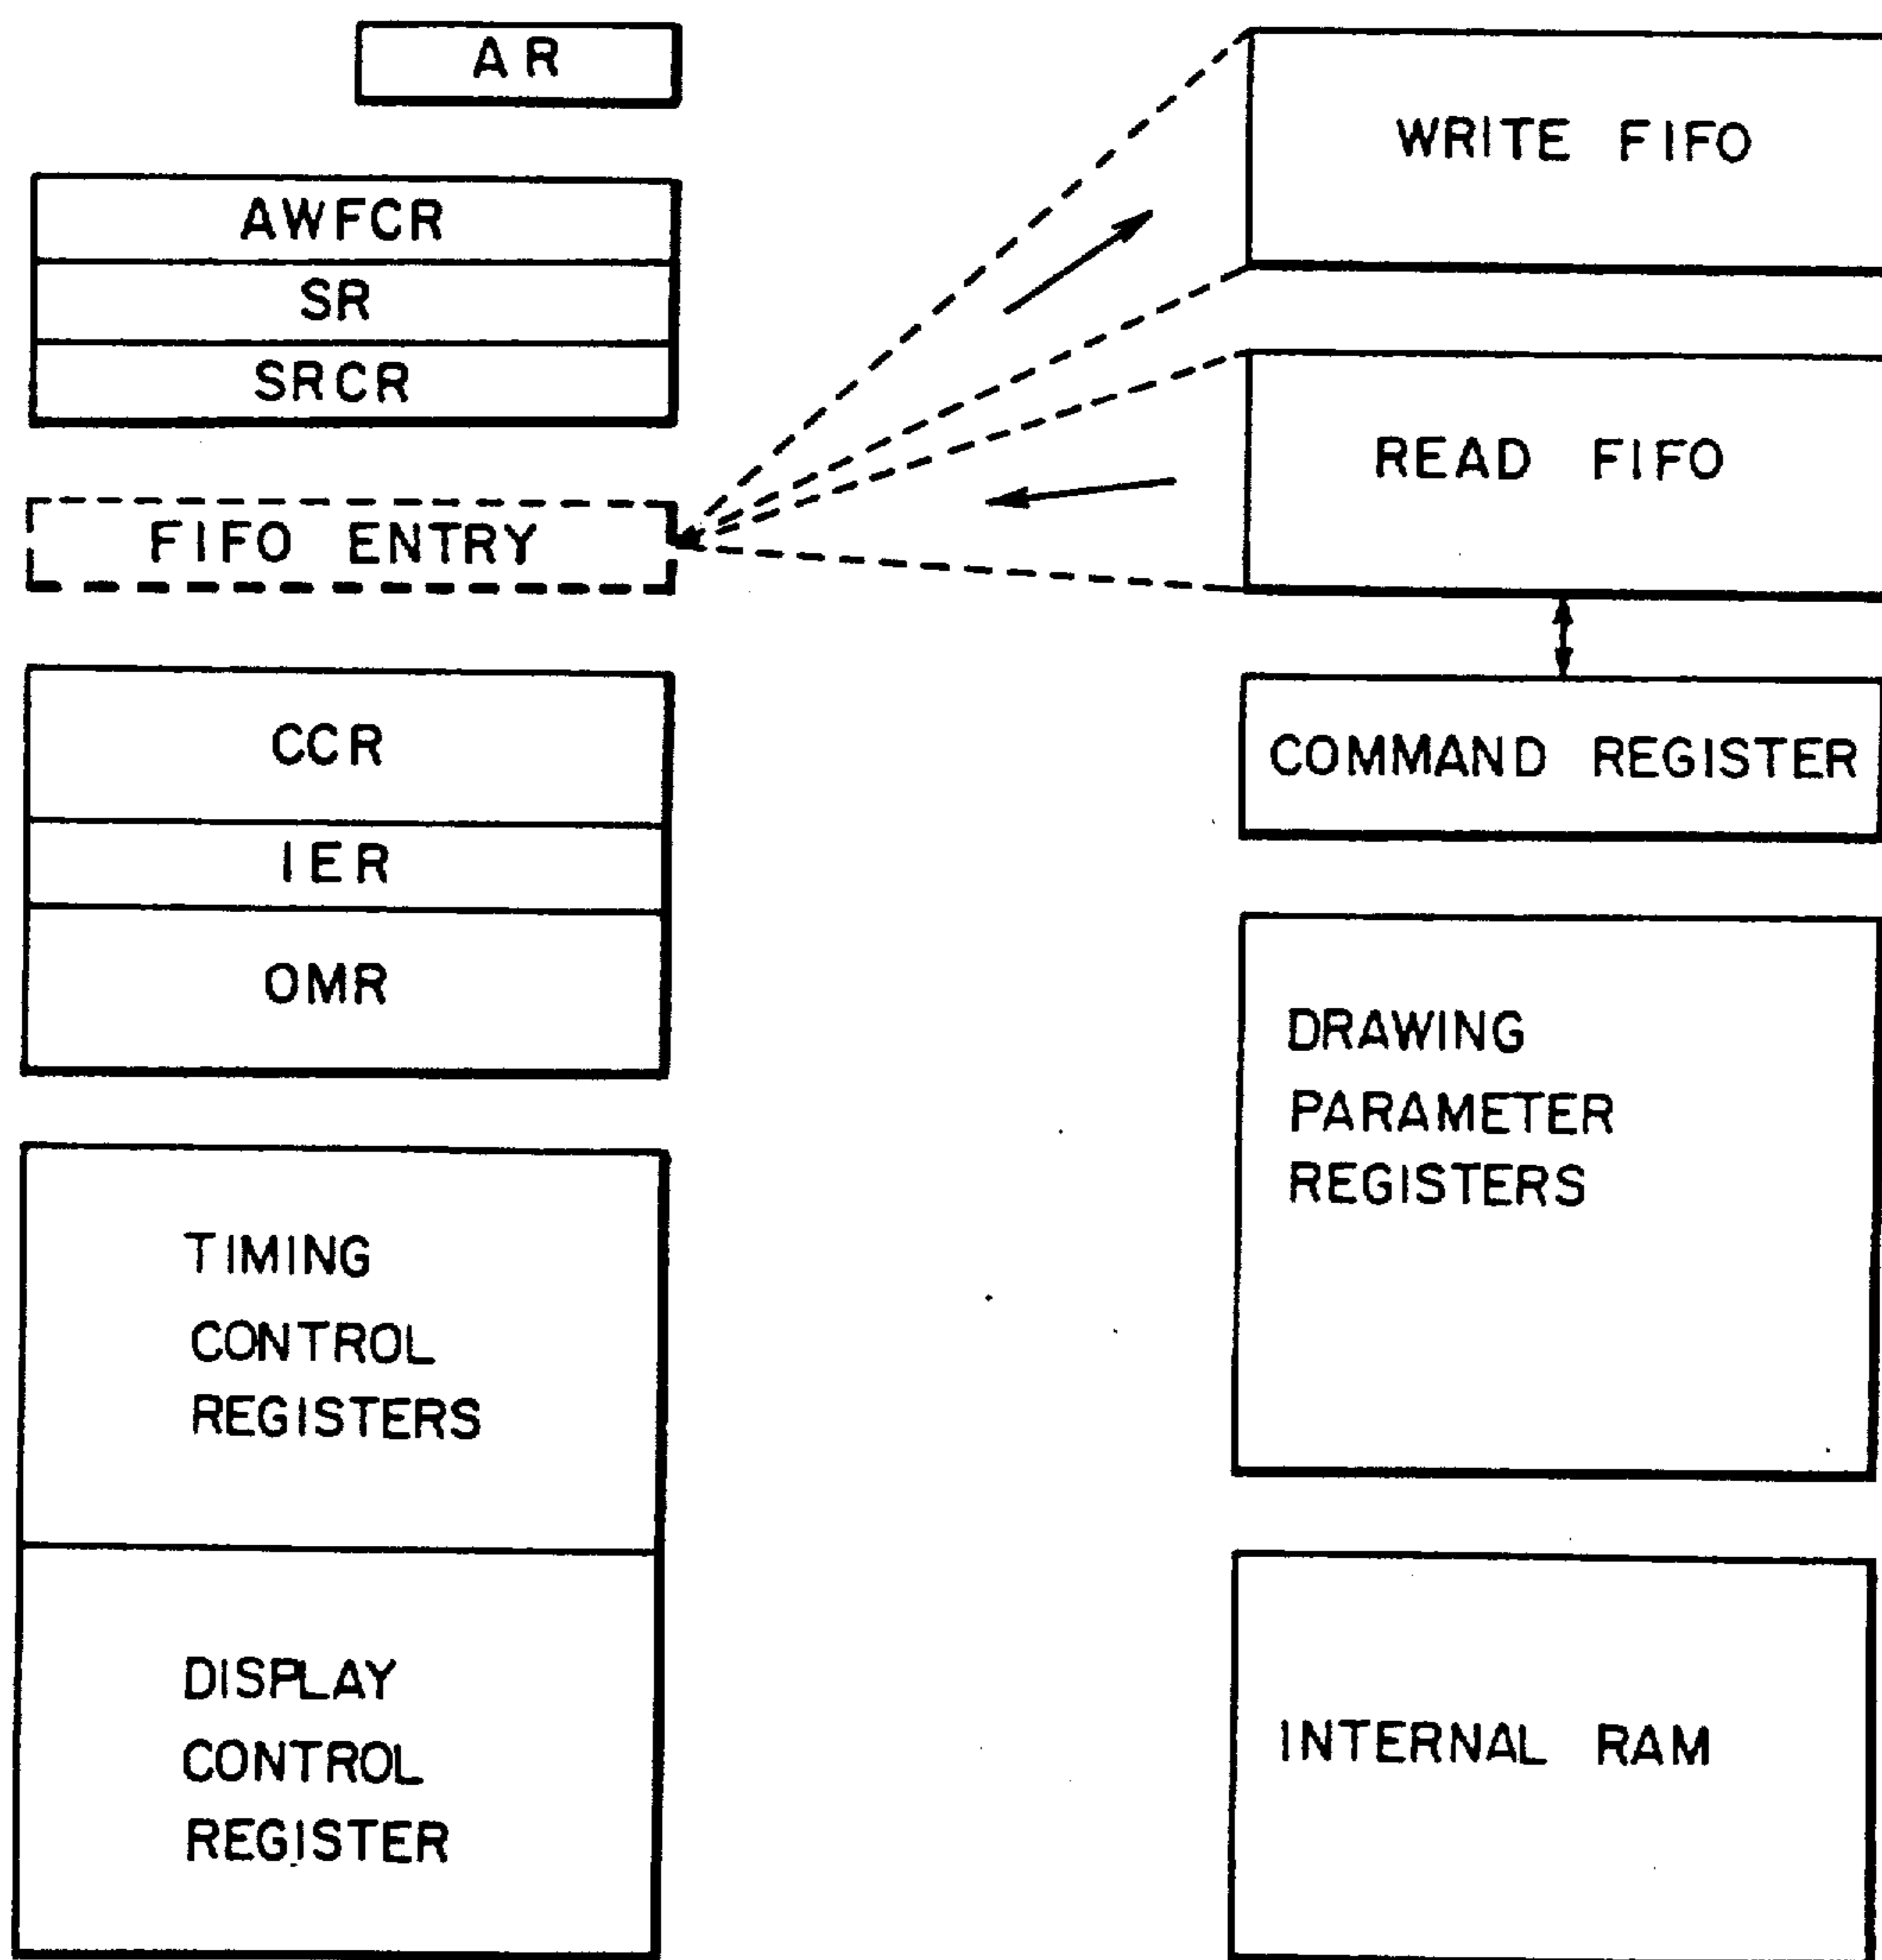 AR
AWFCR
SR
SRCR
FIFO ENTRY
CCR
IER
OMR
TIMING
CONTROL
REGISTERS
DISPLAY
CONTROL
REGISTER
WRITE FIFO
READ FIFO
COMMAND REGISTER
DRAWING
PARAMETER
REGISTERS
INTERNAL RAM